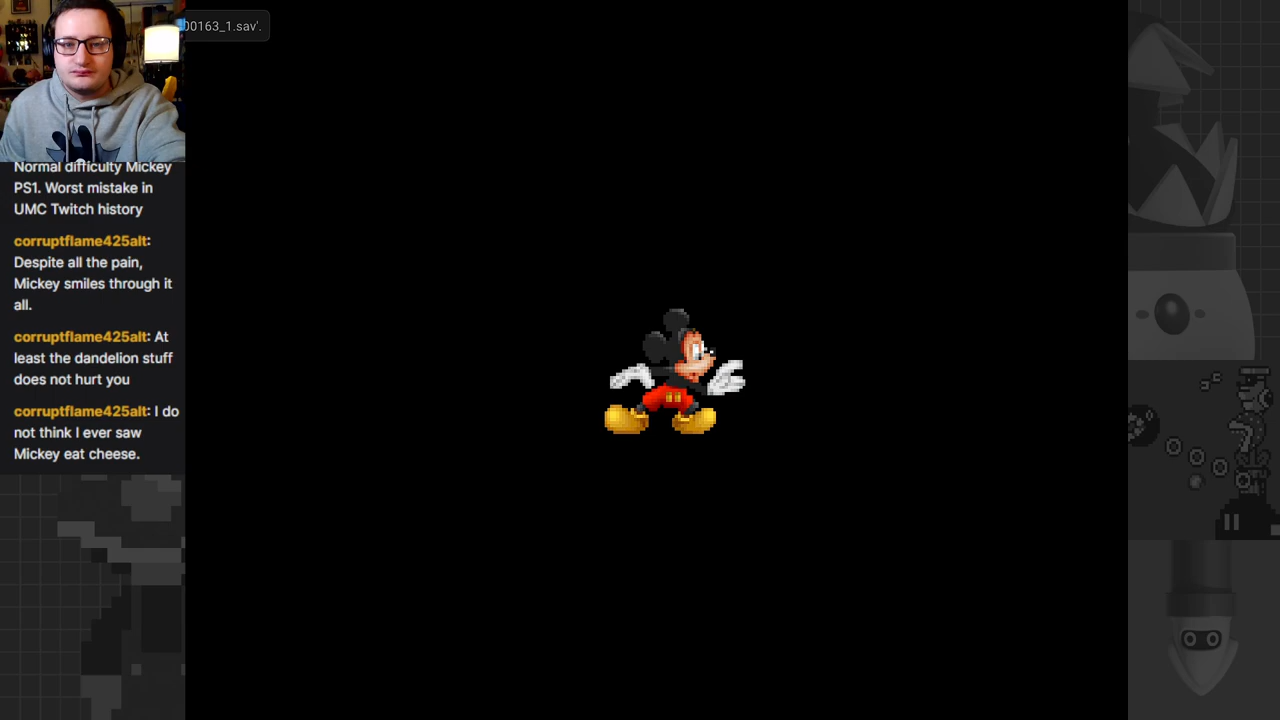 00163_1.sav'.
Normal difficulty Mickey
PS1. Worst mistake in
UMC Twitch history
corruptflame425alt:
Despite all the pain,
Mickey smiles through it
all.
corruptflame425alt: At
least the dandelion stuff
does not hurt you
corruptflame425alt: I do
not think I ever saw
Mickey eat cheese.